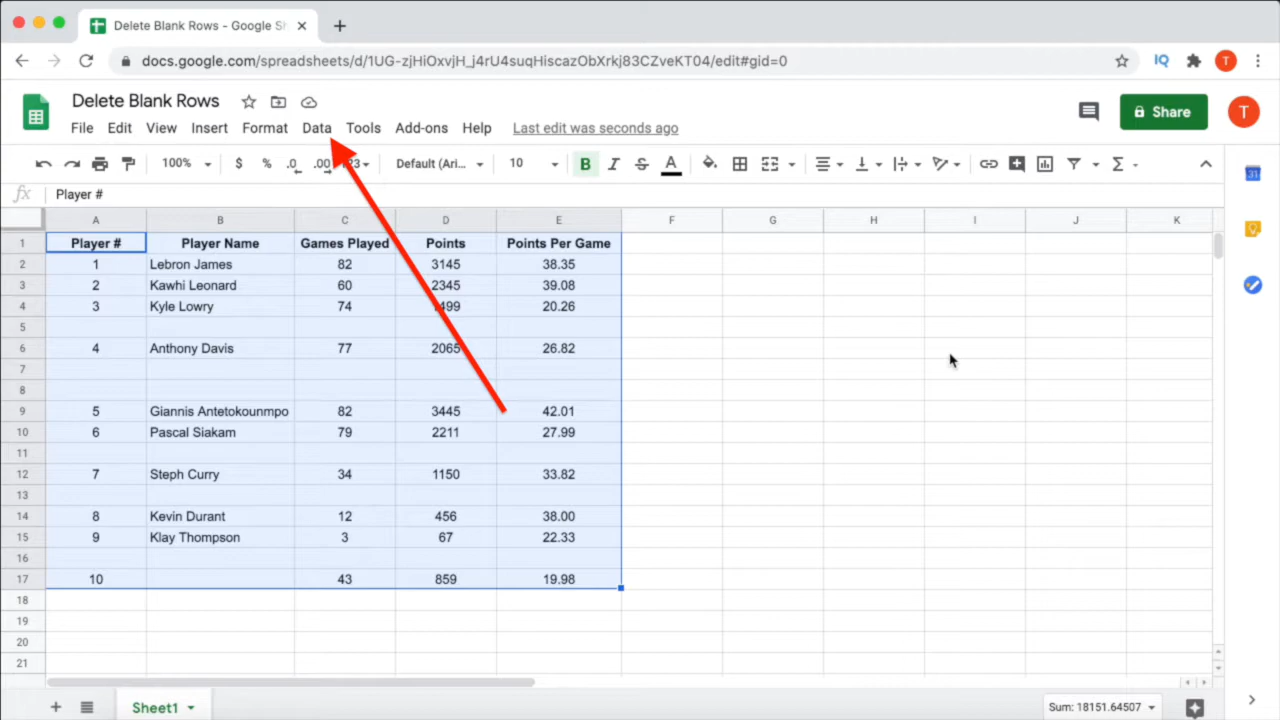 Delete Blank Rows - Google Sh
docs.google.com/spreadsheets/d/1UG-zjHiOxvjH_j4rU4suqHiscazObXrkj83CZveKT04/edit#gid=0
IQ
T
Delete Blank Rows
File Edit View Insert Format Data Tools Add-ons Help Last edit was seconds ago
Share
T
100% $ % .0 .00 123 Default (Ari... 10 B I S A Σ
31
fx Player #
A B C D E F G H I J K
1 Player # Player Name Games Played Points Points Per Game
2 1 Lebron James 82 3145 38.35
3 2 Kawhi Leonard 60 2345 39.08
4 3 Kyle Lowry 74 1499 20.26
5
6 4 Anthony Davis 77 2065 26.82
7
8
9 5 Giannis Antetokounmpo 82 3445 42.01
10 6 Pascal Siakam 79 2211 27.99
11
12 7 Steph Curry 34 1150 33.82
13
14 8 Kevin Durant 12 456 38.00
15 9 Klay Thompson 3 67 22.33
16
17 10 43 859 19.98
18
19
20
21
Sheet1
Sum: 18151.64507